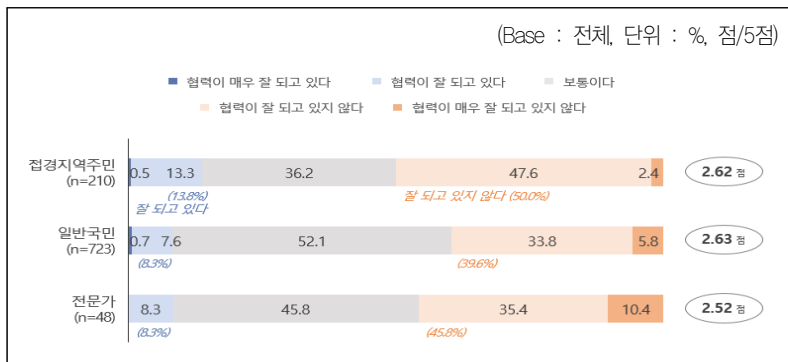 (Base : 전체, 단위 : %, 점/5점)
협력이 매우 잘 되고 있다 협력이 잘 되고 있다 보통이다
협력이 잘 되고 있지 않다 협력이 매우 잘 되고 있지 않다
접경지역주민
(n=210)
0.5 13.3 36.2 47.6 2.4 2.62 점
(13.8%)
잘 되고 있다
잘 되고 있지 않다 (50.0%)
일반국민
(n=723)
0.7 7.6 52.1 33.8 5.8 2.63 점
(8.3%) (39.6%)
전문가
(n=48)
8.3 45.8 35.4 10.4 2.52 점
(8.3%) (45.8%)